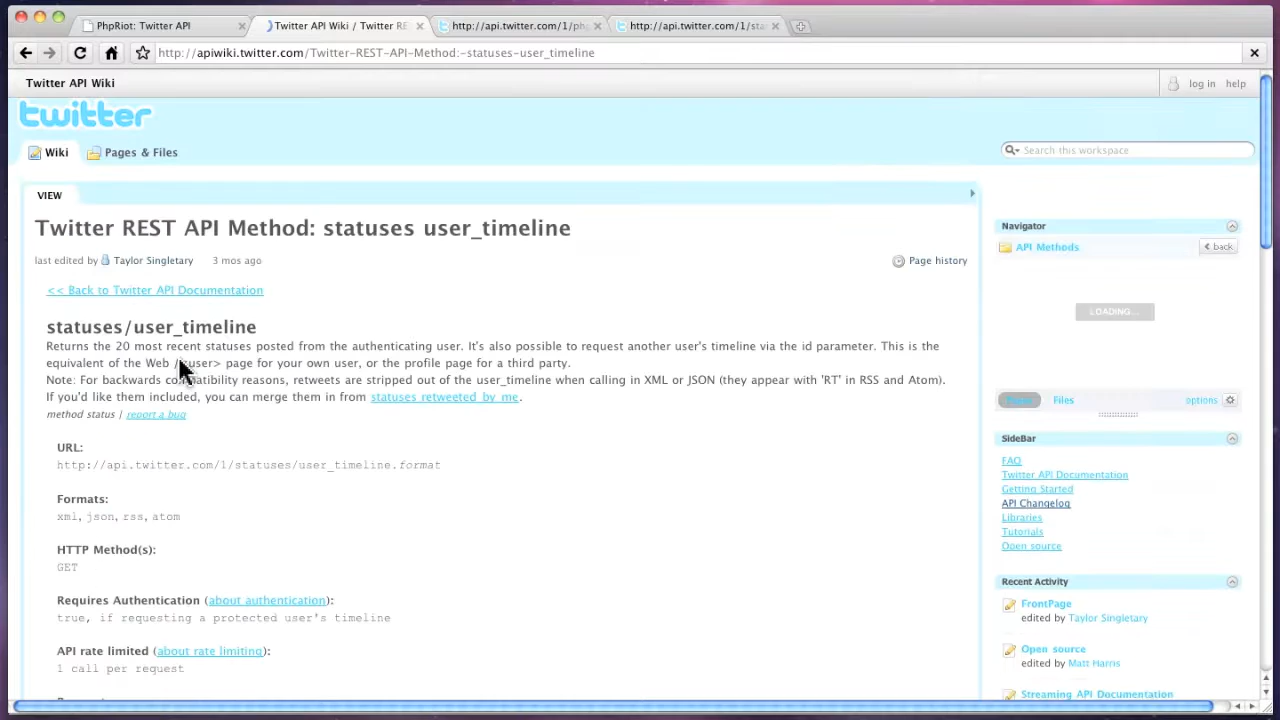 PhpRiot: Twitter API
Twitter API Wiki / Twitter RE
http://api.twitter.com/1/ph
http://api.twitter.com/1/sta
http://apiwiki.twitter.com/Twitter-REST-API-Method:-statuses-user_timeline
Twitter API Wiki
log in help
twitter
Wiki Pages & Files
Search this workspace
VIEW
Twitter REST API Method: statuses user_timeline
last edited by Taylor Singletary 3 mos ago
Page history
<< Back to Twitter API Documentation
statuses/user_timeline
Returns the 20 most recent statuses posted from the authenticating user. It's also possible to request another user's timeline via the id parameter. This is the
equivalent of the Web / user> page for your own user, or the profile page for a third party.
Note: For backwards compatibility reasons, retweets are stripped out of the user_timeline when calling in XML or JSON (they appear with 'RT' in RSS and Atom).
If you'd like them included, you can merge them in from statuses retweeted by me.
method status | report a bug
URL:
http://api.twitter.com/1/statuses/user_timeline.format
Formats:
xml, json, rss, atom
HTTP Method(s):
GET
Requires Authentication (about authentication):
true, if requesting a protected user's timeline
API rate limited (about rate limiting):
1 call per request
Navigator
API Methods
back
LOADING...
Files
options
SideBar
FAQ
Twitter API Documentation
Getting Started
API Changelog
Libraries
Tutorials
Open source
Recent Activity
FrontPage
edited by Taylor Singletary
Open source
edited by Matt Harris
Streaming API Documentation